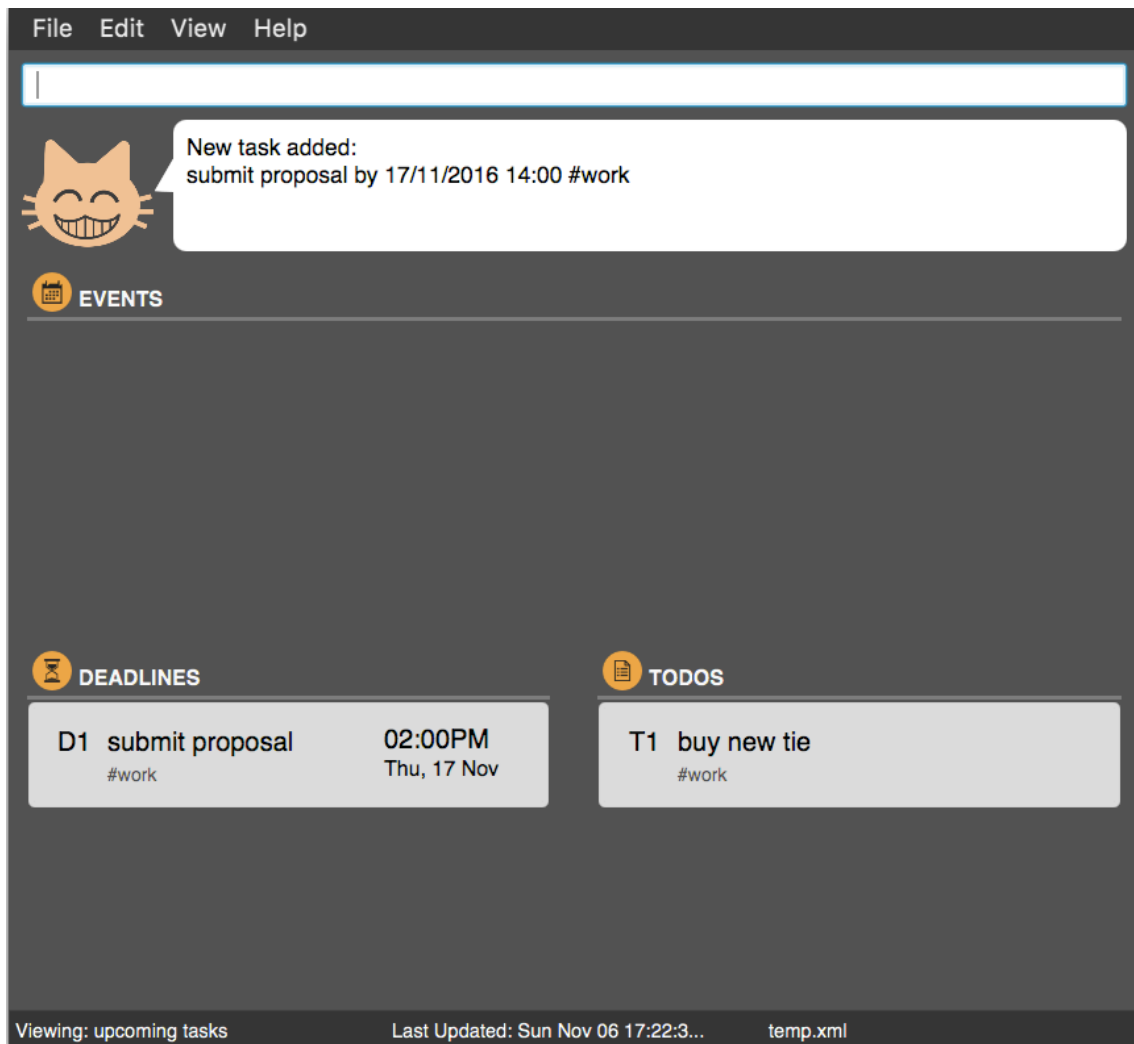 File Edit View Help
New task added:
submit proposal by 17/11/2016 14:00 #work
EVENTS
DEADLINES
D1 submit proposal 02:00PM
#work Thu, 17 Nov
TODOS
T1 buy new tie
#work
Viewing: upcoming tasks Last Updated: Sun Nov 06 17:22:3... temp.xml